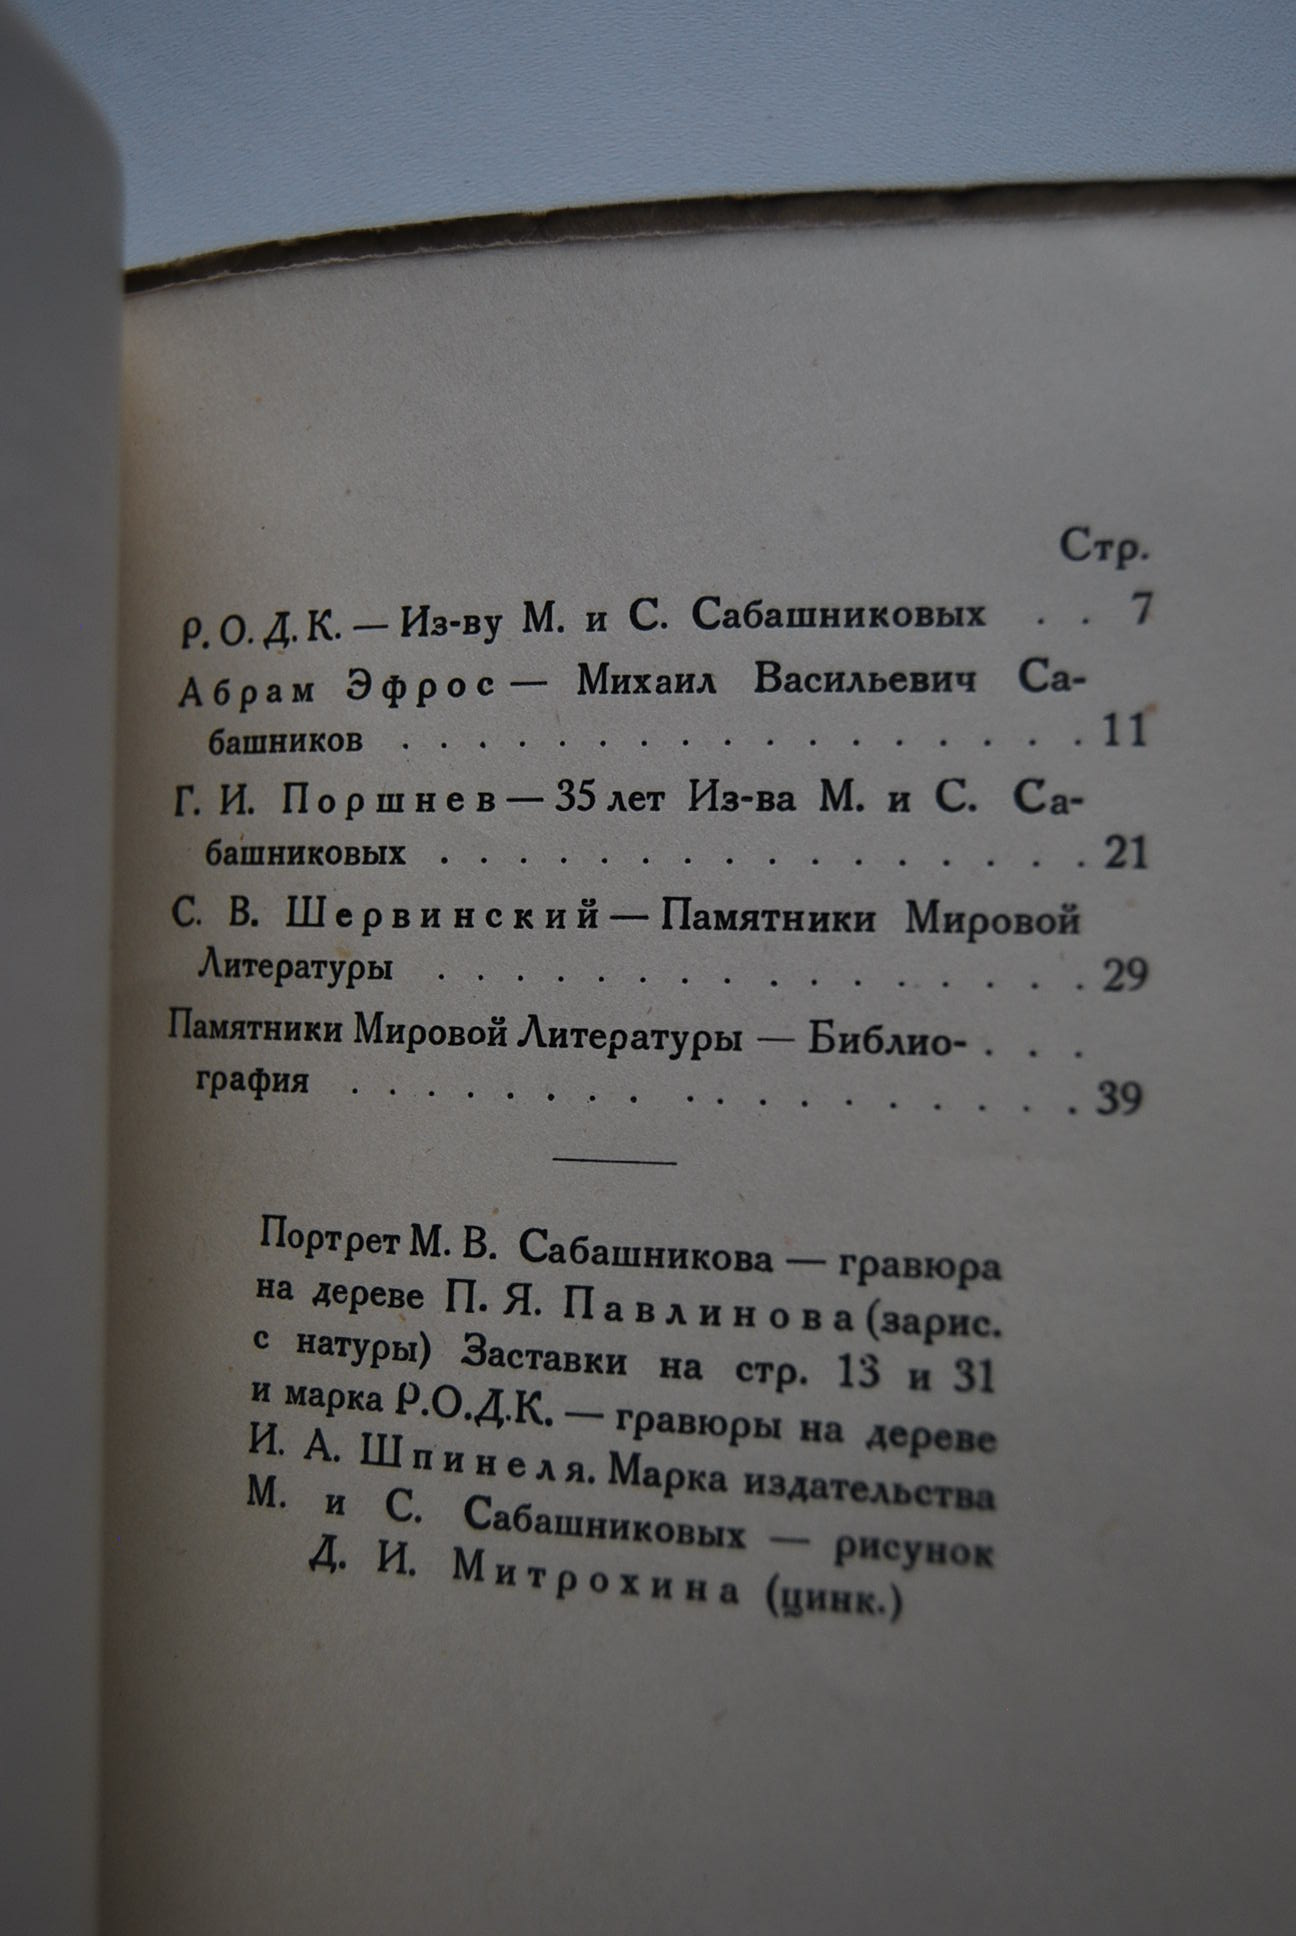 Стр.
Р. О. Д. К. — Из-ву М. и С. Сабашниковых . . 7
Абрам Эфрос — Михаил Васильевич Са-
башников . . . . . . . . . . . . . . . . . 11
Г. И. Поршнев — 35 лет Из-ва М. и С. Са-
башниковых . . . . . . . . . . . . . . . . 21
С. В. Шервинский — Памятники Мировой
Литературы . . . . . . . . . . . . . . . . 29
Памятники Мировой Литературы — Библио- . . .
графия . . . . . . . . . . . . . . . . . . 39
Портрет М. В. Сабашникова — гравюра
на дереве П. Я. Павлинова (зарис.
с натуры) Заставки на стр. 13 и 31
и марка Р.О.Д.К. — гравюры на дереве
И. А. Шпинеля. Марка издательства
М. и С. Сабашниковых — рисунок
Д. И. Митрохина (цинк.)